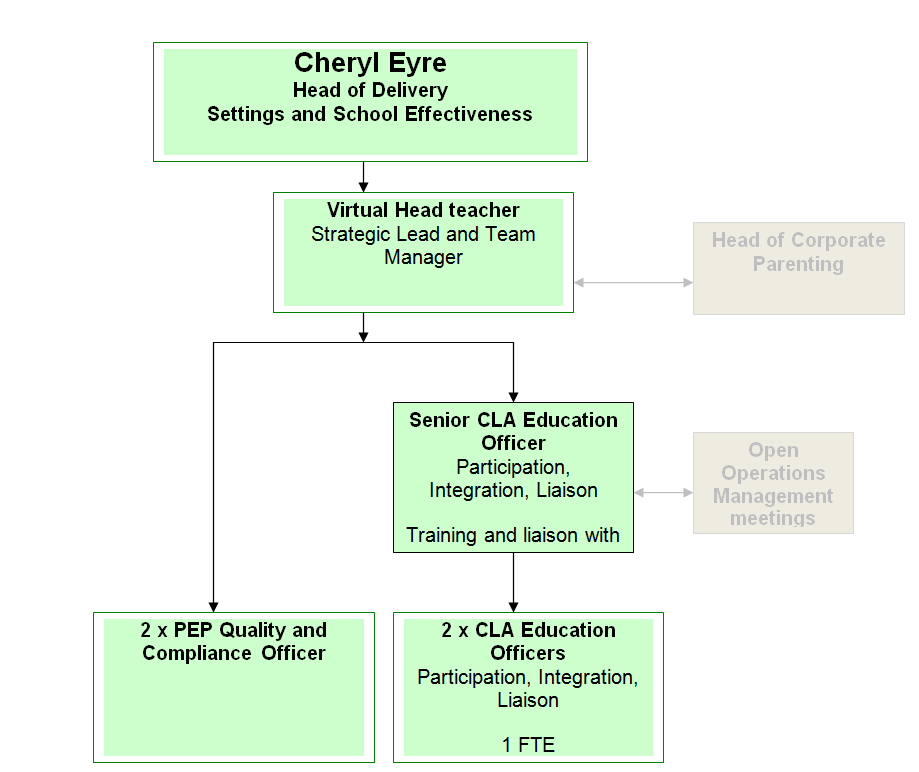 Cheryl Eyre
Head of Delivery
Settings and School Effectiveness
Virtual Head teacher
Strategic Lead and Team
Manager
Head of Corporate
Parenting
Senior CLA Education
Officer
Participation,
Integration, Liaison
Training and liaison with
Open
Operations
Management
meetings
2 x PEP Quality and
Compliance Officer
2 x CLA Education
Officers
Participation, Integration,
Liaison
1 FTE